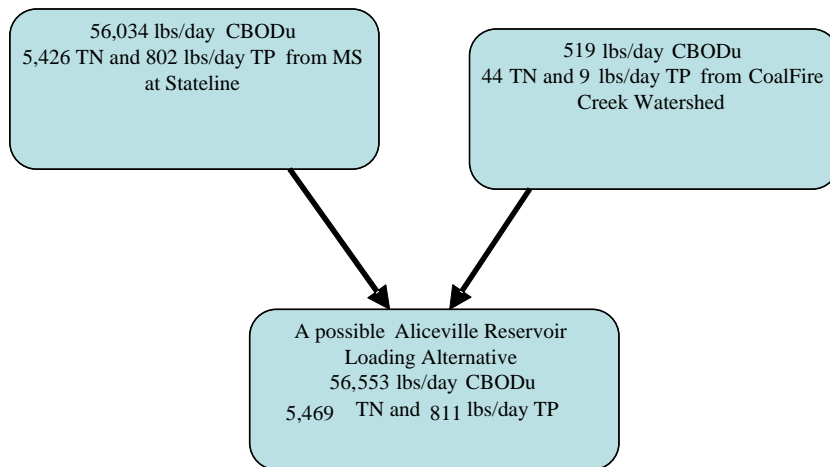 56,034 lbs/day CBODu
5,426 TN and 802 lbs/day TP from MS
at Stateline
519 lbs/day CBODu
44 TN and 9 lbs/day TP from CoalFire
Creek Watershed
A possible Aliceville Reservoir
Loading Alternative
56,553 lbs/day CBODu
5,469 TN and 811 lbs/day TP